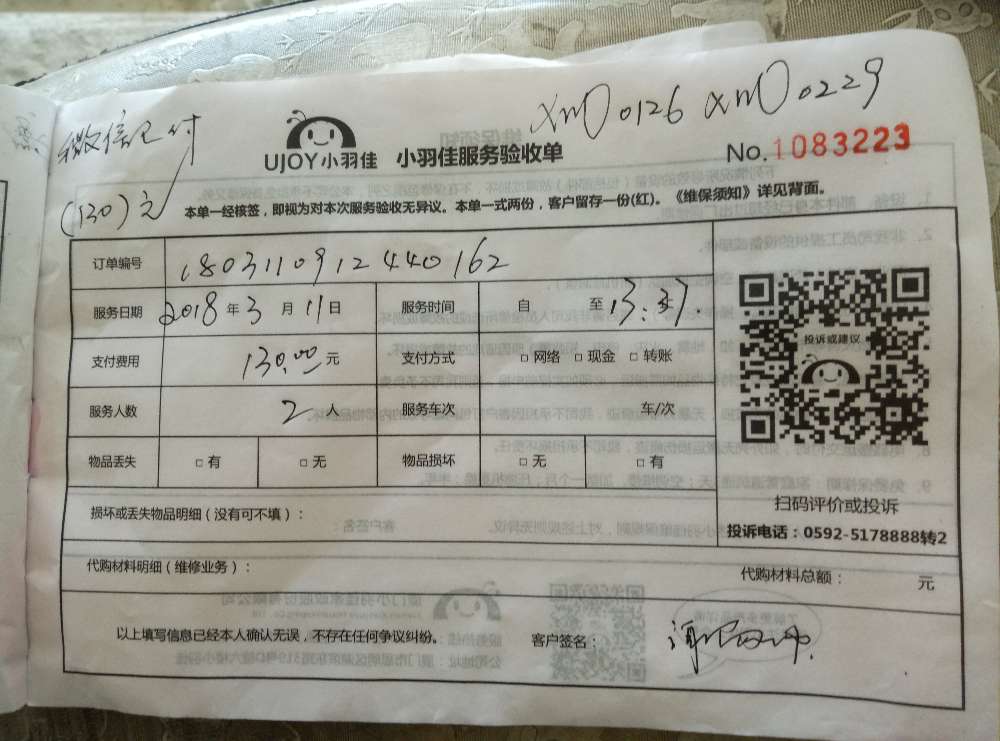 xmD0126 xmD0229
微信已付
(130)元
UJOY小羽佳 小羽佳服务验收单
No.1083223
本单一经核签，即视为对本次服务验收无异议。本单一式两份，客户留存一份(红)。《维保须知》详见背面。
订单编号 1803110912440162
服务日期 2018年3月11日 服务时间 自 至13:37
支付费用 130.00元 支付方式 □网络 □现金 □转账
服务人数 2人 服务车次 车/次
物品丢失 □有 □无 物品损坏 □无 □有
投诉或建议
扫码评价或投诉
投诉电话：0592-5178888转2
损坏或丢失物品明细（没有可不填）：
代购材料明细（维修业务）： 代购材料总额： 元
以上填写信息已经本人确认无误，不存在任何争议纠纷。 客户签名：